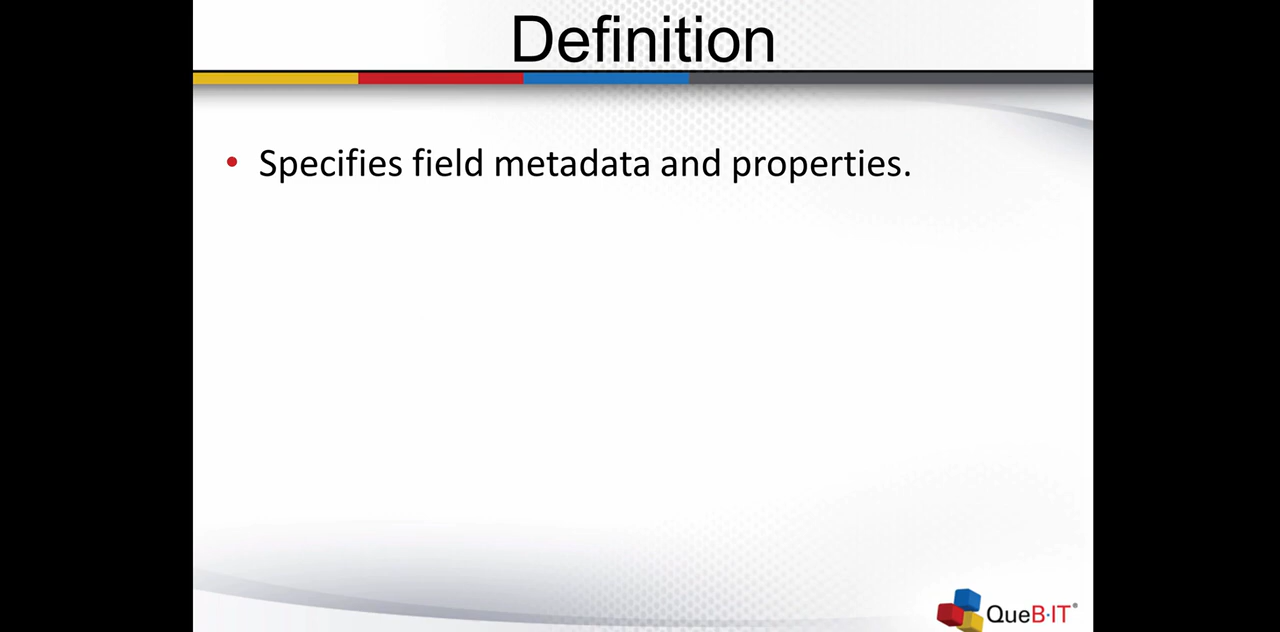 Definition
• Specifies field metadata and properties.
QueB·IT®